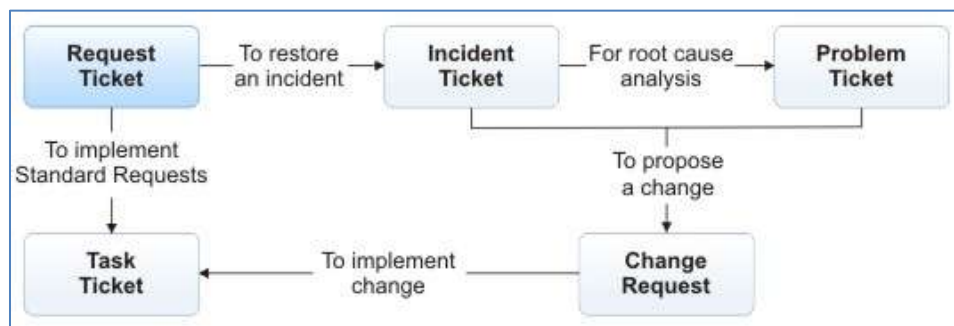 Request
Ticket
To restore
an incident
Incident
Ticket
For root cause
analysis
Problem
Ticket
To implement
Standard Requests
To propose
a change
Task
Ticket
To implement
change
Change
Request